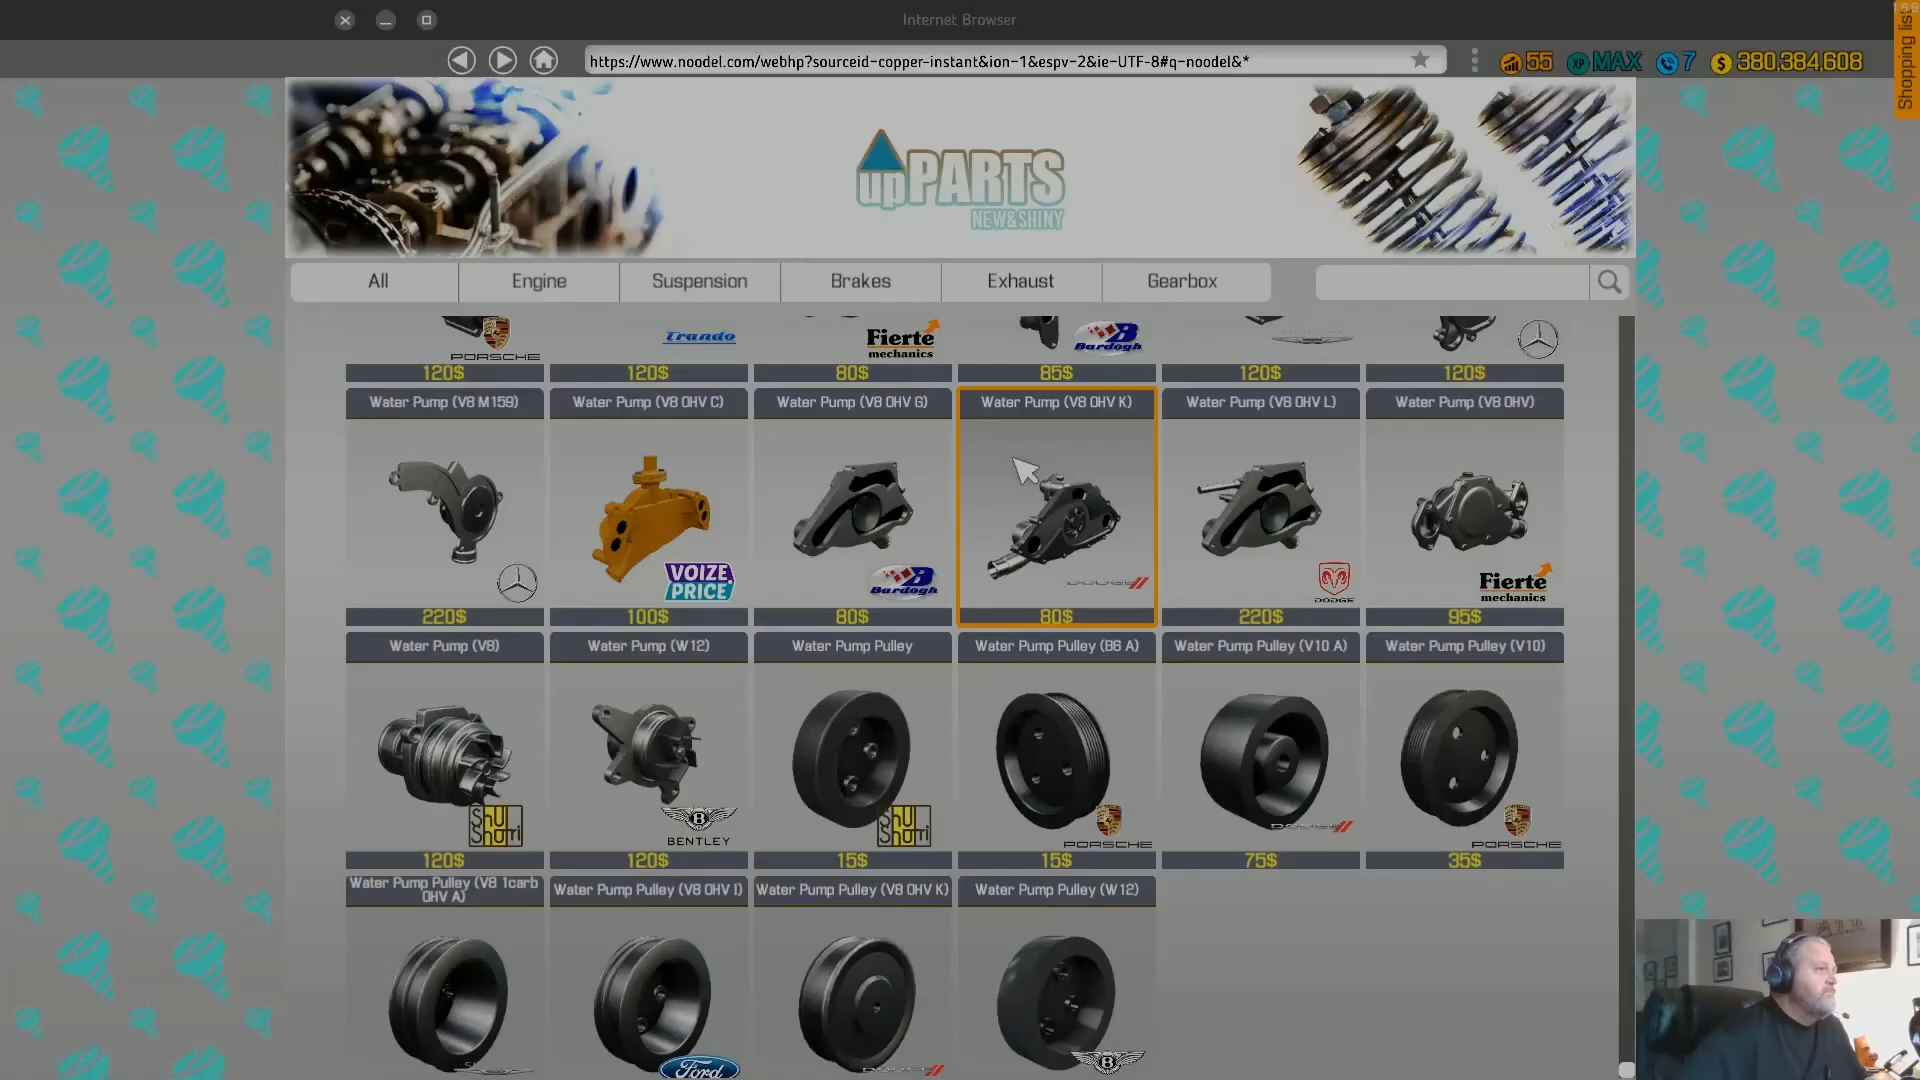 Internet Browser
Shopping list
https://www.noodel.com/webhp?sourceid-copper-instant&ion-1&espv-2&ie-UTF-8#q-noodel&*
55
XP MAX
7
$ 380,384,608
upPARTS
NEW&SHINY
All
Engine
Suspension
Brakes
Exhaust
Gearbox
PORSCHE
Trando
Fierte
mechanics
Bardogh
120$
120$
80$
85$
120$
120$
Water Pump (V8 M159)
Water Pump (V8 OHV C)
Water Pump (V8 OHV G)
Water Pump (V8 OHV K)
Water Pump (V8 OHV L)
Water Pump (V8 OHV)
VOIZE
PRICE
Bardogh
DODGE
DODGE
Fierte
mechanics
220$
100$
80$
80$
220$
95$
Water Pump (V8)
Water Pump (W12)
Water Pump Pulley
Water Pump Pulley (B6 A)
Water Pump Pulley (V10 A)
Water Pump Pulley (V10)
B
BENTLEY
PORSCHE
DODGE
PORSCHE
120$
120$
15$
15$
75$
35$
Water Pump Pulley (V8 1carb
OHV A)
Water Pump Pulley (V8 OHV I)
Water Pump Pulley (V8 OHV K)
Water Pump Pulley (W12)
Ford
DODGE
B